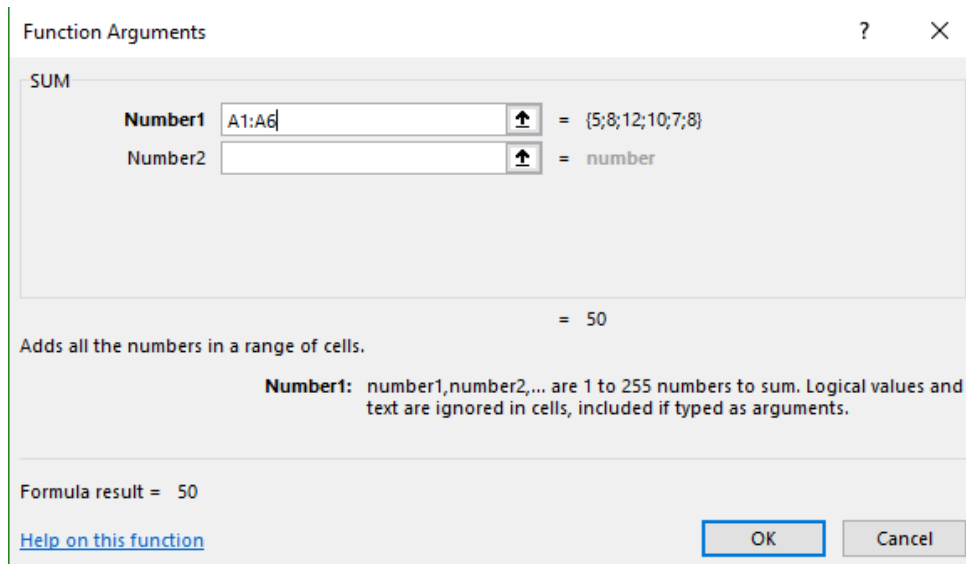 Function Arguments ? ×
SUM
Number1 A1:A6 = {5;8;12;10;7;8}
Number2 = number
= 50
Adds all the numbers in a range of cells.
Number1: number1,number2,... are 1 to 255 numbers to sum. Logical values and
text are ignored in cells, included if typed as arguments.
Formula result = 50
Help on this function OK Cancel